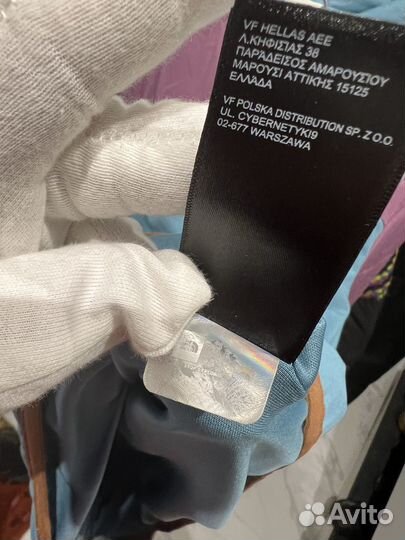 VF HELLAS AEE
Λ.ΚΗΦΙΣΙΑΣ 38
ΠΑΡΆΔΕΙΣΟΣ ΑΜΑΡΟΥΣΙΟΥ
ΜΑΡΟΥΣΙ ΑΤΤΙΚΗΣ 15125
ΕΛΛΑΔΑ
VF POLSKA DISTRIBUTION SP. Z O.O.
UL. CYBERNETYKI9
02-677 WARSZAWA
Avito